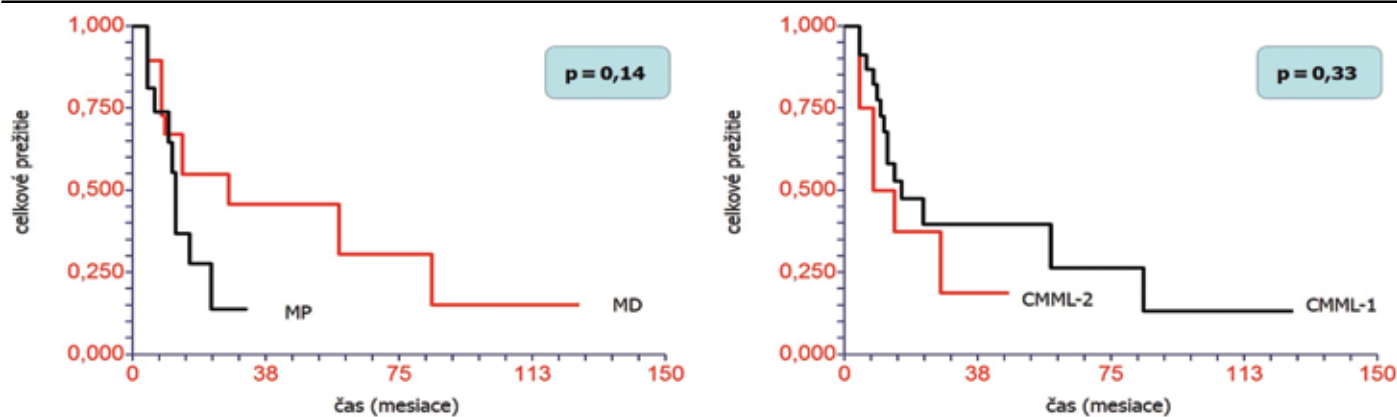 1,000
0,750
0,500
0,250
0,000
celkové prežitie
p = 0,14
MP
MD
0 38 75 113 150
čas (mesiace)
1,000
0,750
0,500
0,250
0,000
celkové prežitie
p = 0,33
CMML-2
CMML-1
0 38 75 113 150
čas (mesiace)